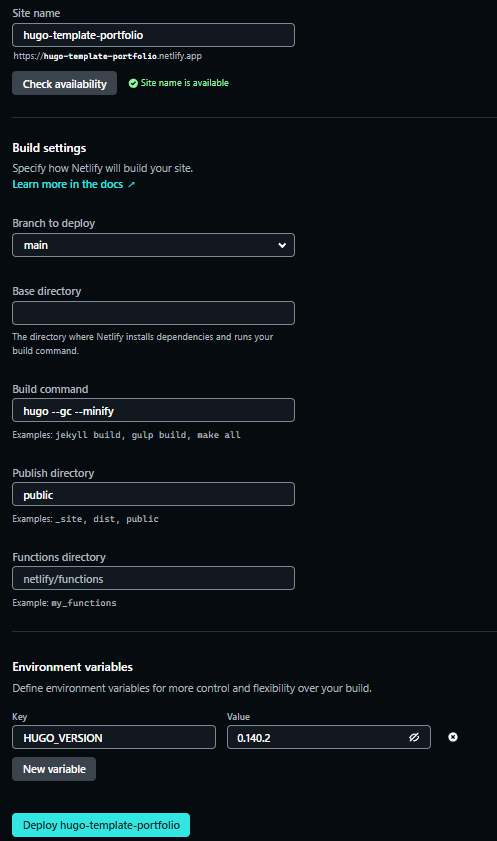 Site name
hugo-template-portfolio
https://hugo-template-portfolio.netlify.app
Check availability
Site name is available
Build settings
Specify how Netlify will build your site.
Learn more in the docs ↗
Branch to deploy
main
Base directory
The directory where Netlify installs dependencies and runs your
build command.
Build command
hugo --gc --minify
Examples: jekyll build, gulp build, make all
Publish directory
public
Examples: _site, dist, public
Functions directory
netlify/functions
Example: my_functions
Environment variables
Define environment variables for more control and flexibility over your build.
Key Value
HUGO_VERSION 0.140.2
New variable
Deploy hugo-template-portfolio